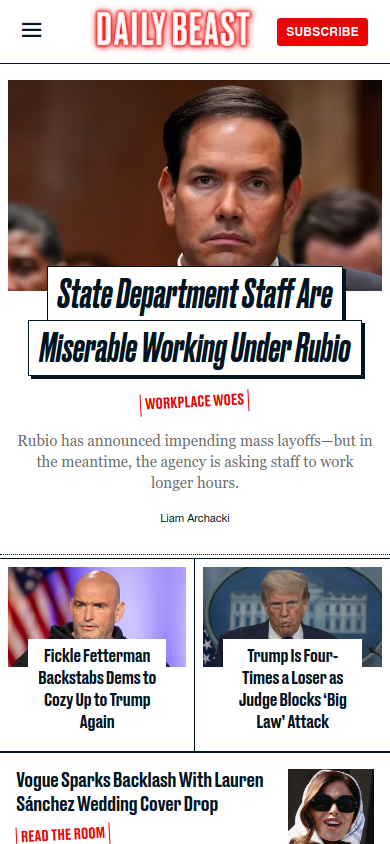 DAILY BEAST
SUBSCRIBE
State Department Staff Are
Miserable Working Under Rubio
WORKPLACE WOES
Rubio has announced impending mass layoffs—but in
the meantime, the agency is asking staff to work
longer hours.
Liam Archacki
Fickle Fetterman
Backstabs Dems to
Cozy Up to Trump
Again
Trump Is Four-
Times a Loser as
Judge Blocks ‘Big
Law’ Attack
Vogue Sparks Backlash With Lauren
Sánchez Wedding Cover Drop
READ THE ROOM